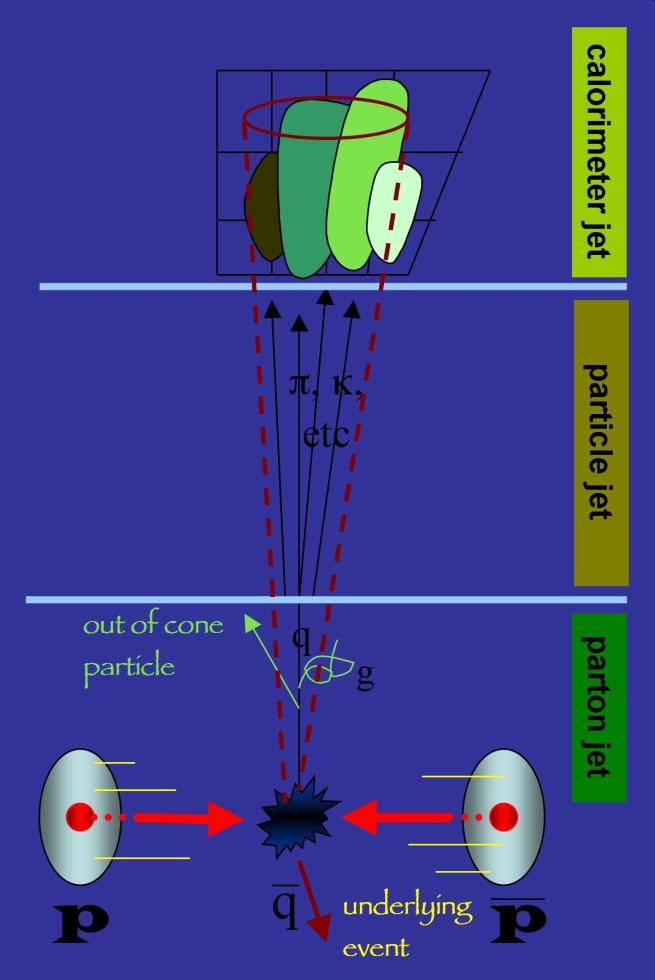 calorimeter jet
π, κ,
etc
particle jet
out of cone
particle
q
g
parton jet
p
q̅
p̅
underlying
event